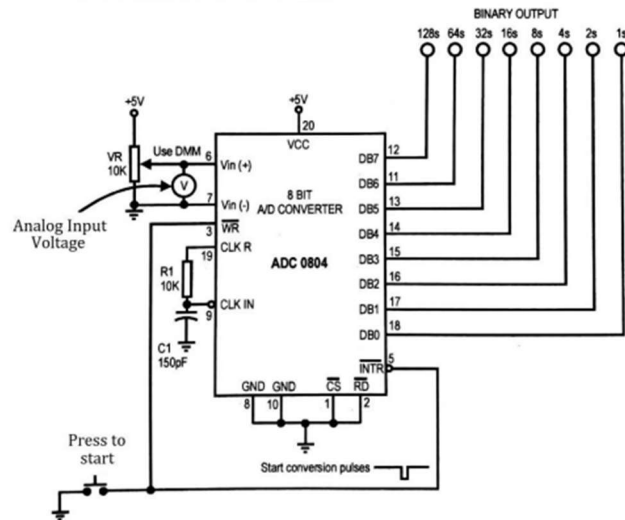 BINARY OUTPUT
128s 64s 32s 16s 8s 4s 2s 1s
+5V
+5V
20
VCC
VR
10K
Use DMM
6
Vin (+)
V
7
Vin (-)
Analog Input
Voltage
3
WR
19
CLK R
R1
10K
CLK IN
9
C1
150pF
8 BIT
A/D CONVERTER
ADC 0804
DB7
12
DB6
11
DB5
13
DB4
14
DB3
15
DB2
16
DB1
17
DB0
18
INTR
5
GND GND CS RD
8 10 1 2
Press to
start
Start conversion pulses